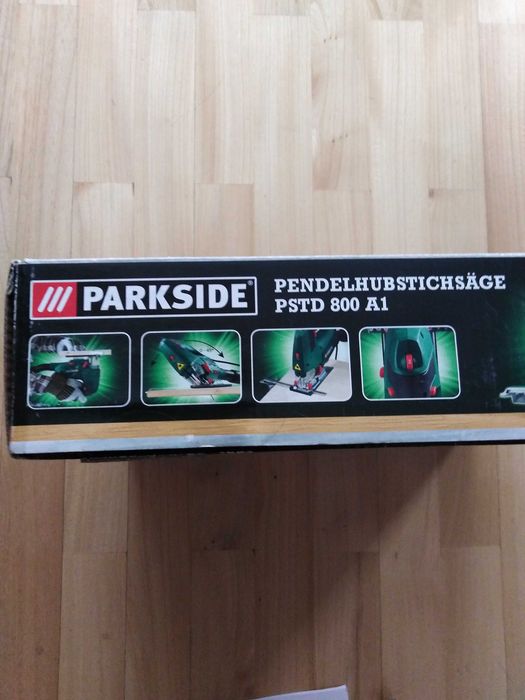 PARKSIDE®
PENDELHUBSTICHSÄGE
PSTD 800 A1